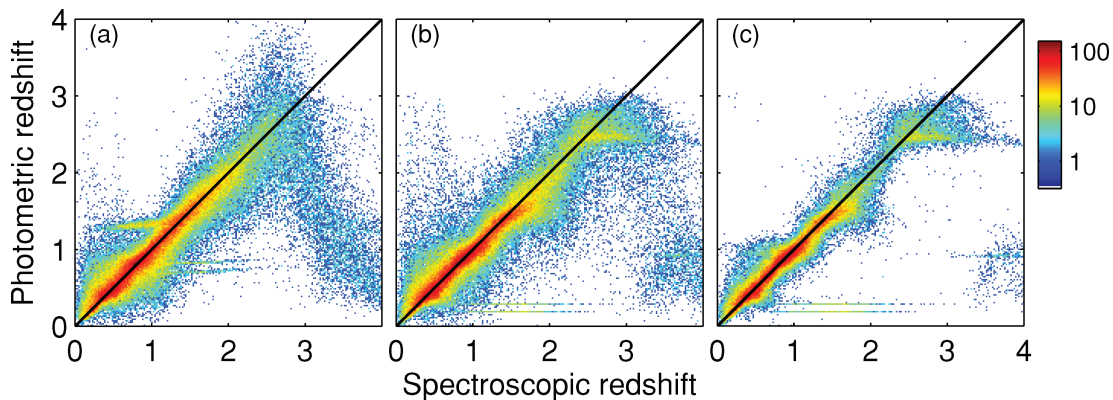 Photometric redshift
4
3
2
1
0
(a)
(b)
(c)
100
10
1
0 1 2 3 0 1 2 3 0 1 2 3 4
Spectroscopic redshift